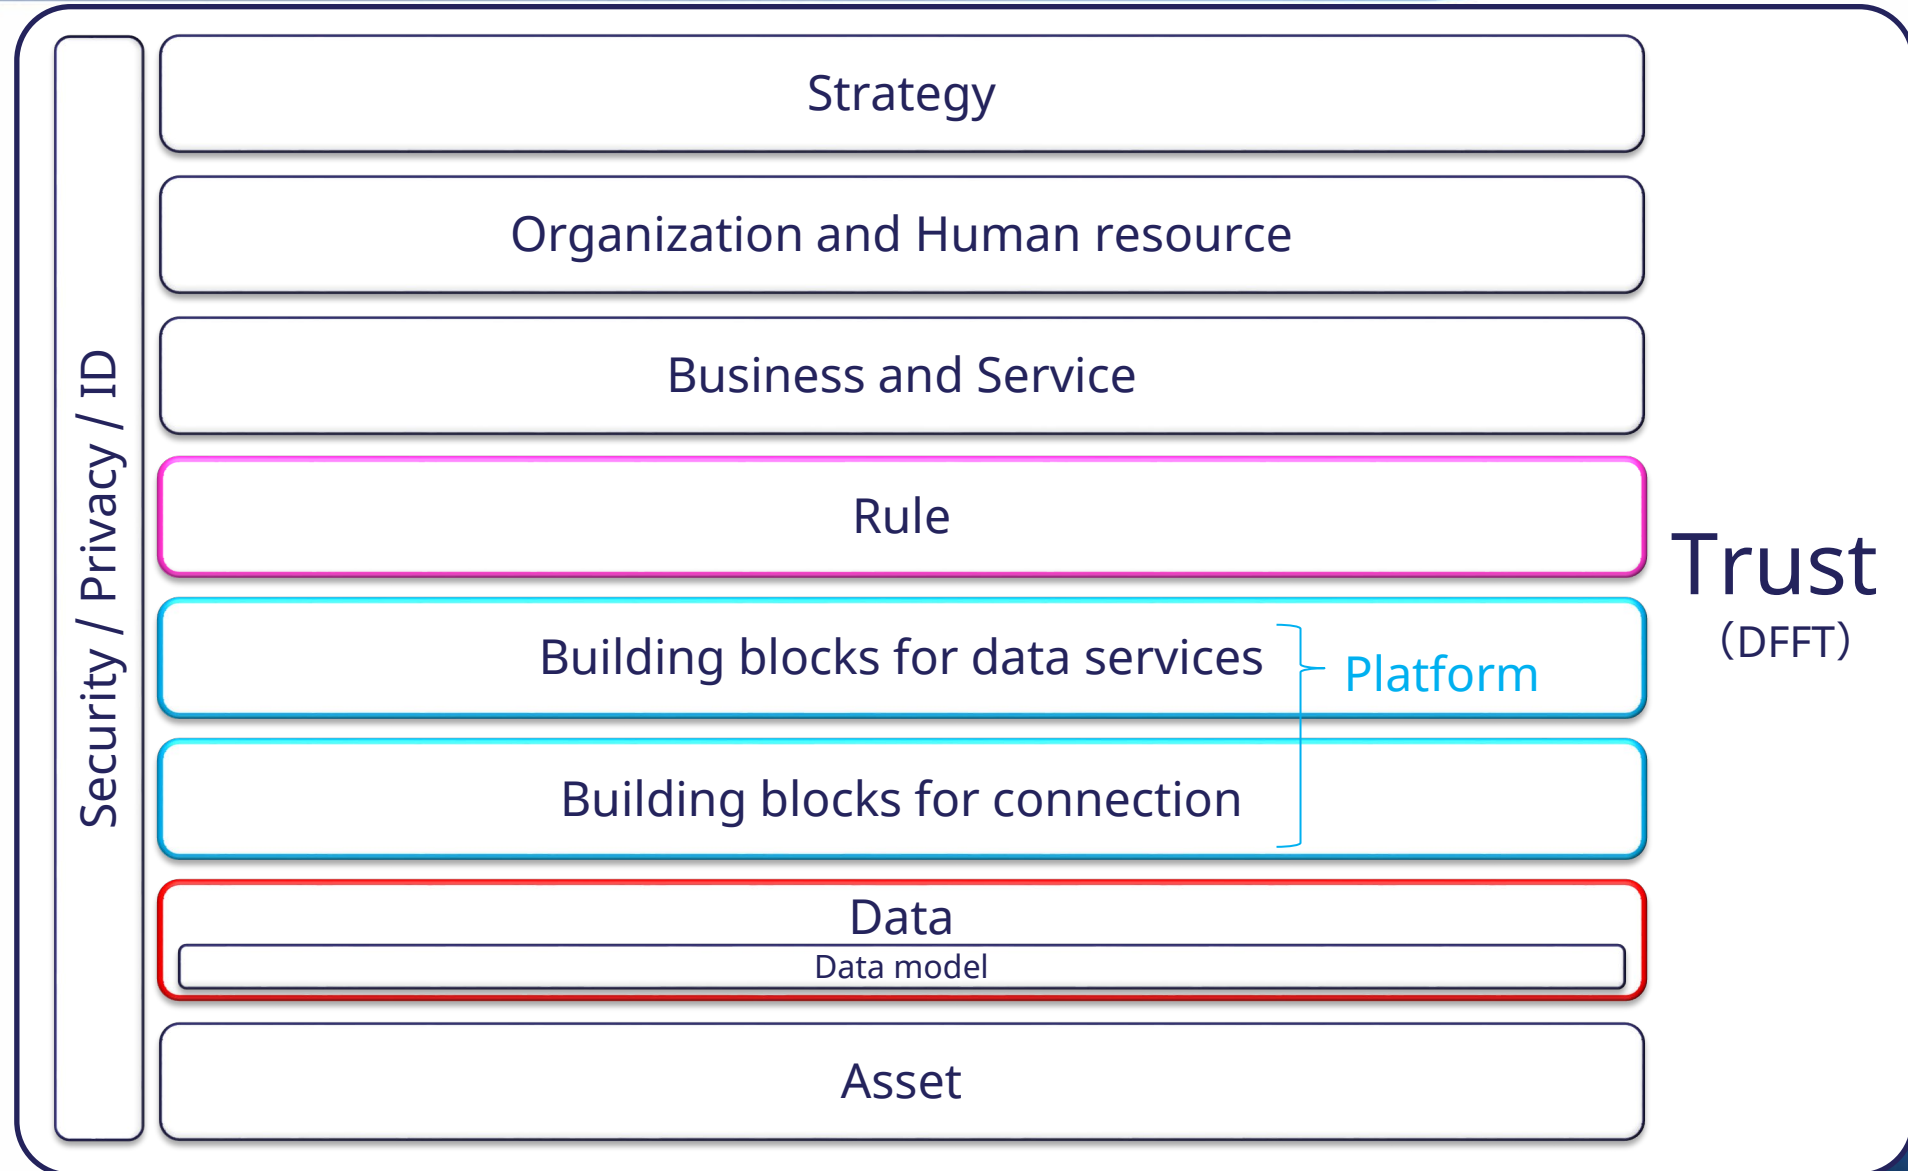 Security / Privacy / ID
Strategy
Organization and Human resource
Business and Service
Rule
Building blocks for data services
Platform
Building blocks for connection
Data
Data model
Asset
Trust
（DFFT）